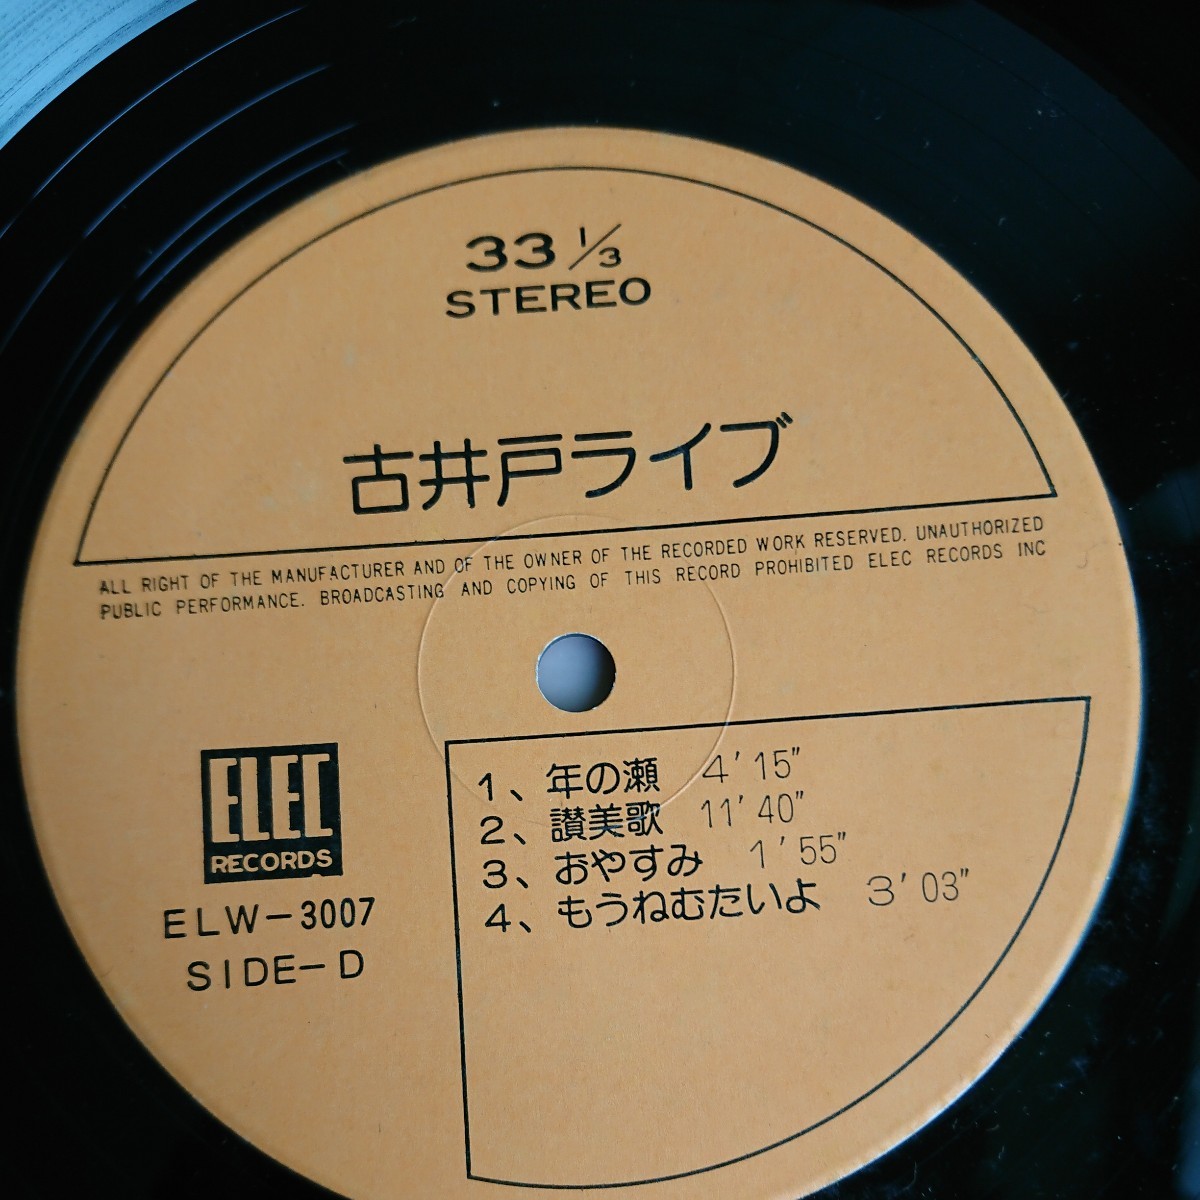 33 1/3
STEREO
古井戸ライブ
ALL RIGHT OF THE MANUFACTURER AND OF THE OWNER OF THE RECORDED WORK RESERVED. UNAUTHORIZED
PUBLIC PERFORMANCE. BROADCASTING AND COPYING OF THIS RECORD PROHIBITED ELEC RECORDS INC
ELEC
RECORDS
ELW-3007
SIDE-D
1、年の瀬 4'15"
2、讃美歌 11'40"
3、おやすみ 1'55"
4、もうねむたいよ 3'03"